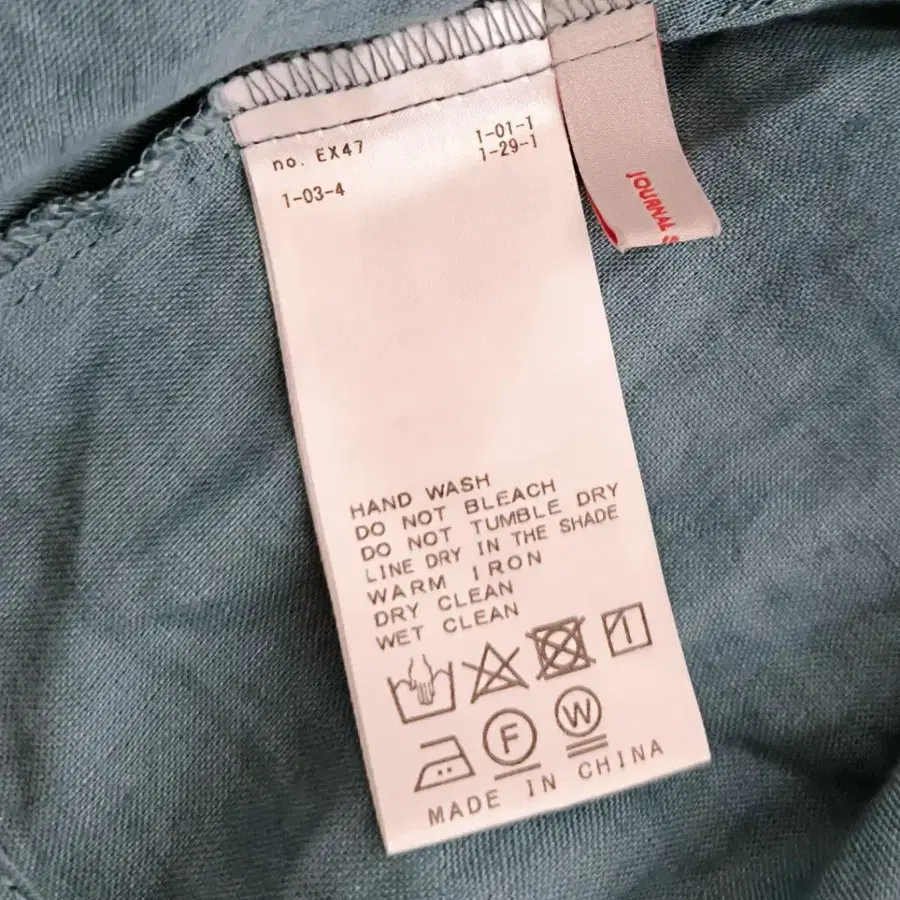 no. EX47
1-01-1
1-29-1
1-03-4
JOURNAL
HAND WASH
DO NOT BLEACH
DO NOT TUMBLE DRY
LINE DRY IN THE SHADE
WARM IRON
DRY CLEAN
WET CLEAN
F
W
MADE IN CHINA